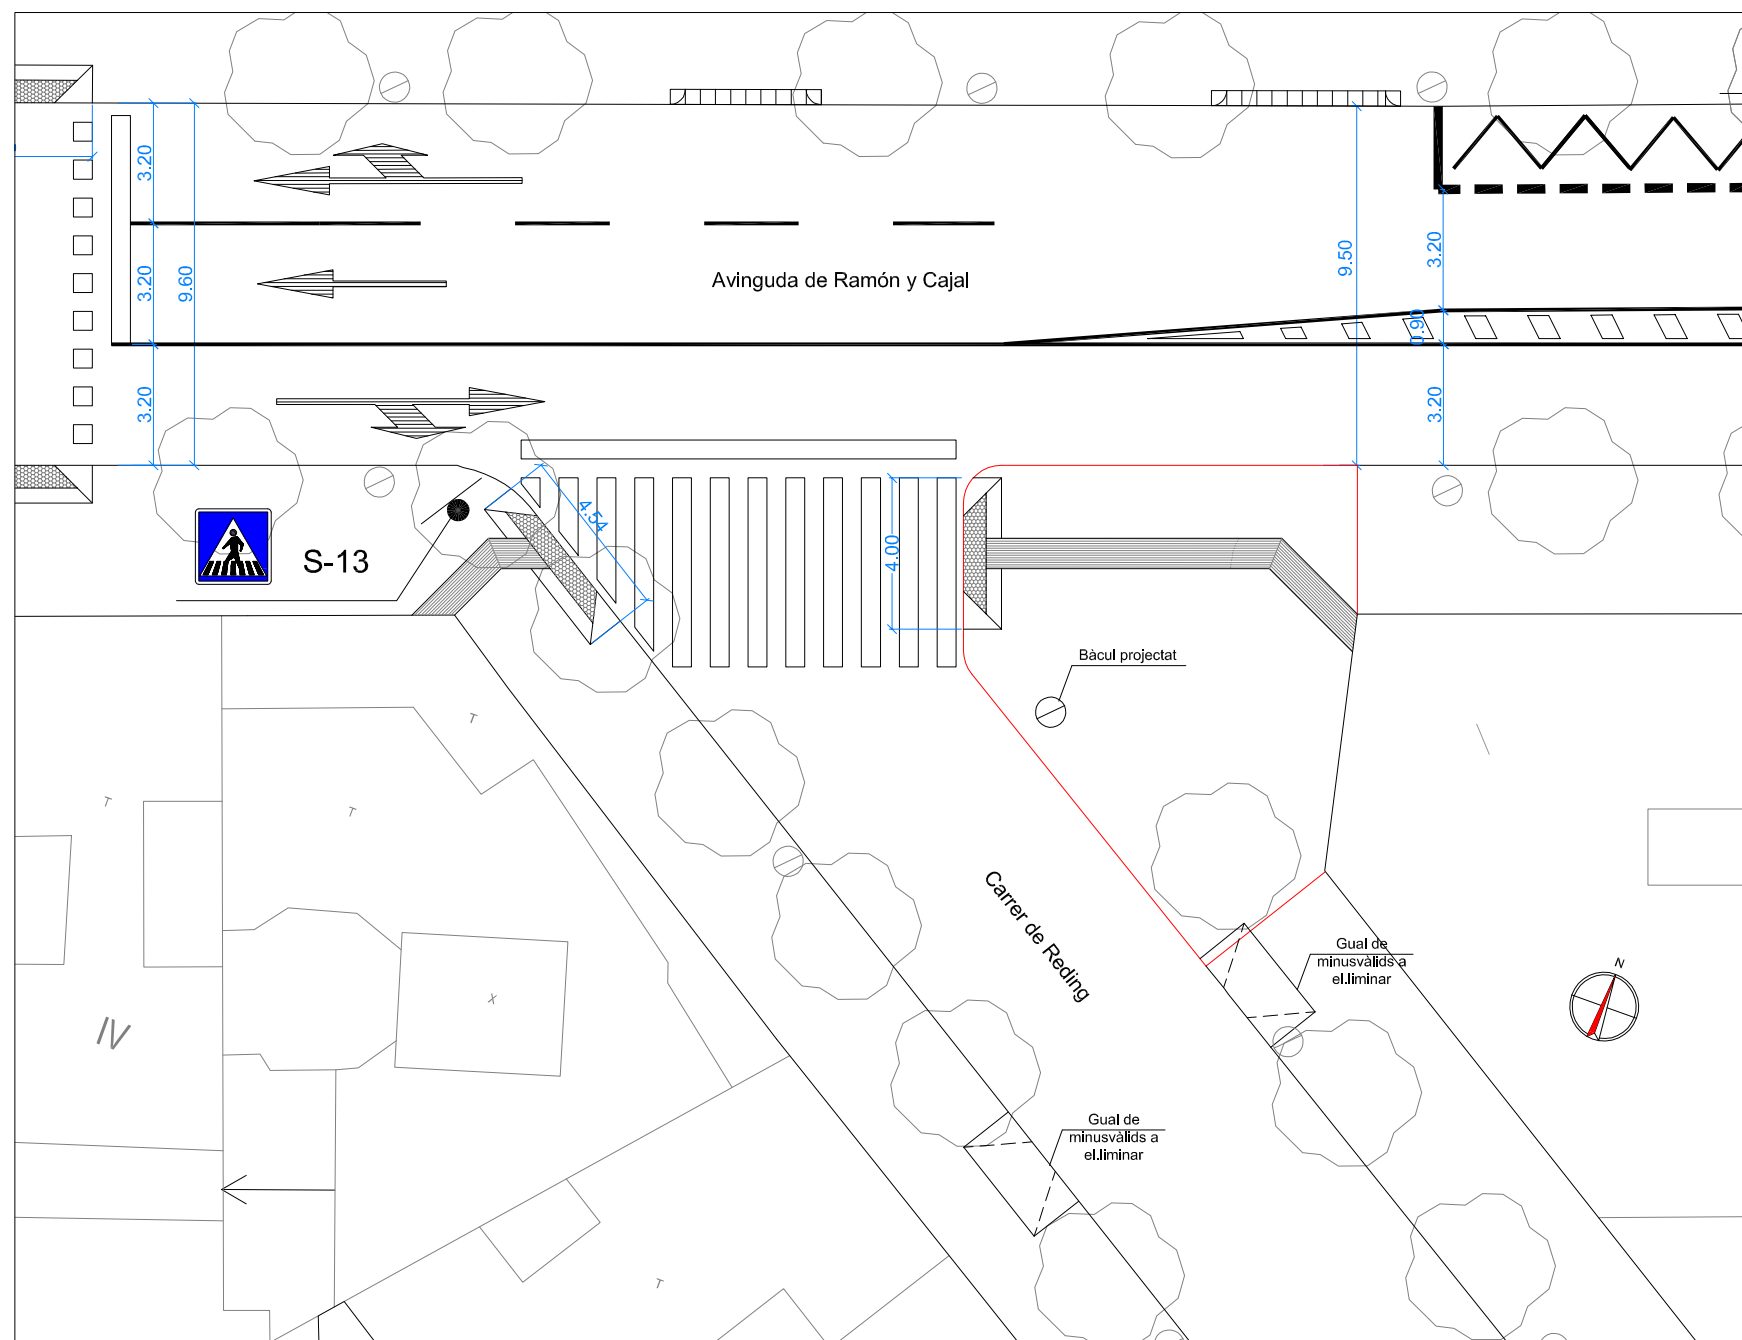 3.20
3.20
9.60
3.20
Avinguda de Ramón y Cajal
9.50
3.20
0.90
3.20
4.54
4.00
S-13
Bàcul projectat
T
T
T
Carrer de Reding
Gual de
minusvàlids a
el.liminar
N
X
IV
Gual de
minusvàlids a
el.liminar
T